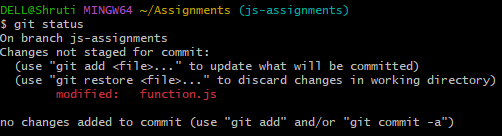 DELL@Shruti MINGW64 ~/Assignments (js-assignments)
$ git status
On branch js-assignments
Changes not staged for commit:
  (use "git add <file>..." to update what will be committed)
  (use "git restore <file>..." to discard changes in working directory)
        modified:   function.js

no changes added to commit (use "git add" and/or "git commit -a")